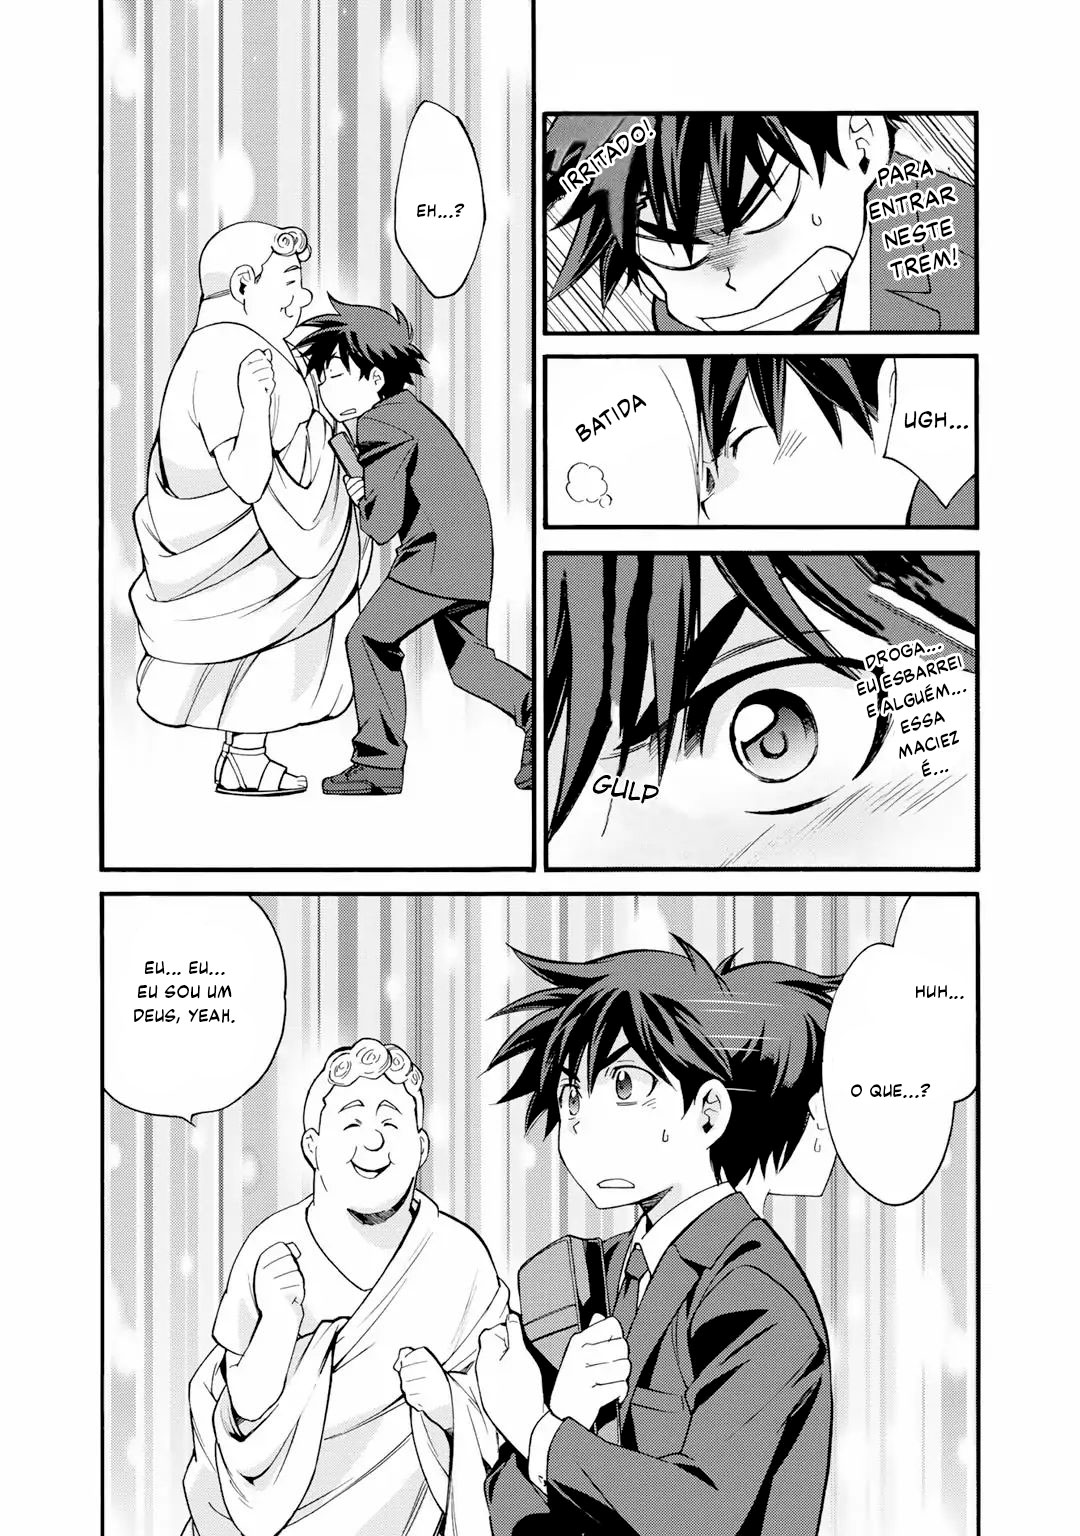 PARA
ENTRAR
NESTE
TREM!
IRRITADO!
UGH...
BATIDA
DROGA...
EU ESBARREI
E ALGUÉM...
ESSA
MACIEZ
É...
GULP
EH...?
HUH...
O QUE...?
EU... EU...
EU SOU UM
DEUS, YEAH.